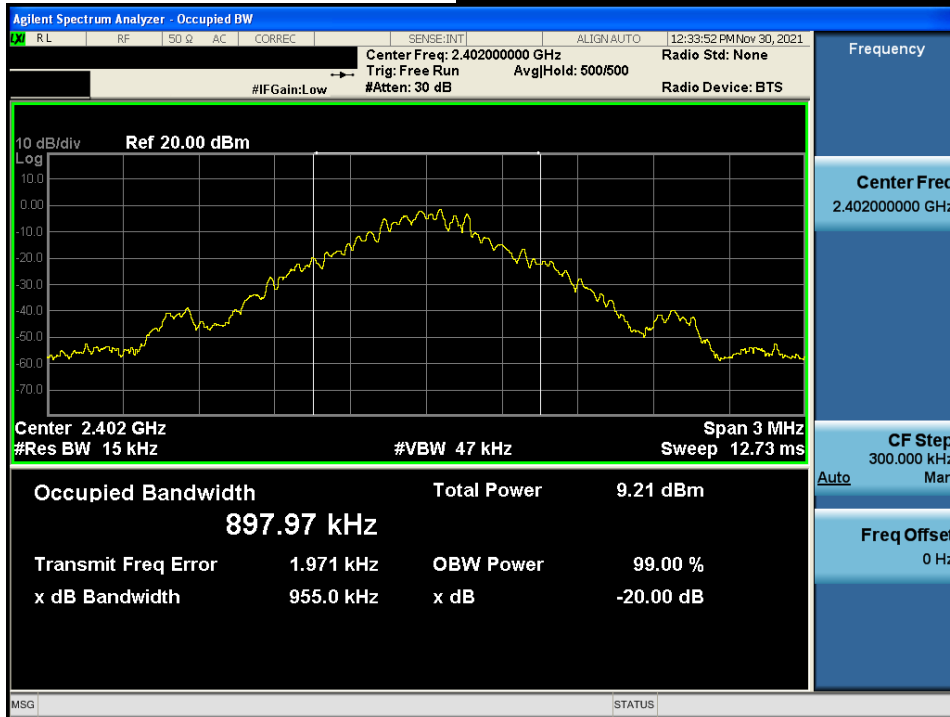 Agilent Spectrum Analyzer - Occupied BW
LXI RL RF 50 Ω AC CORREC SENSE:INT ALIGN AUTO 12:33:52 PM Nov 30, 2021
Center Freq: 2.402000000 GHz Radio Std: None
Trig: Free Run Avg|Hold: 500/500
#IFGain:Low #Atten: 30 dB Radio Device: BTS
10 dB/div Ref 20.00 dBm
Log
10.0
0.00
-10.0
-20.0
-30.0
-40.0
-50.0
-60.0
-70.0
Center 2.402 GHz Span 3 MHz
#Res BW 15 kHz #VBW 47 kHz Sweep 12.73 ms
Occupied Bandwidth Total Power 9.21 dBm
897.97 kHz
Transmit Freq Error 1.971 kHz OBW Power 99.00 %
x dB Bandwidth 955.0 kHz x dB -20.00 dB
MSG STATUS
Frequency
Center Freq
2.402000000 GHz
CF Step
300.000 kHz
Auto Man
Freq Offset
0 Hz